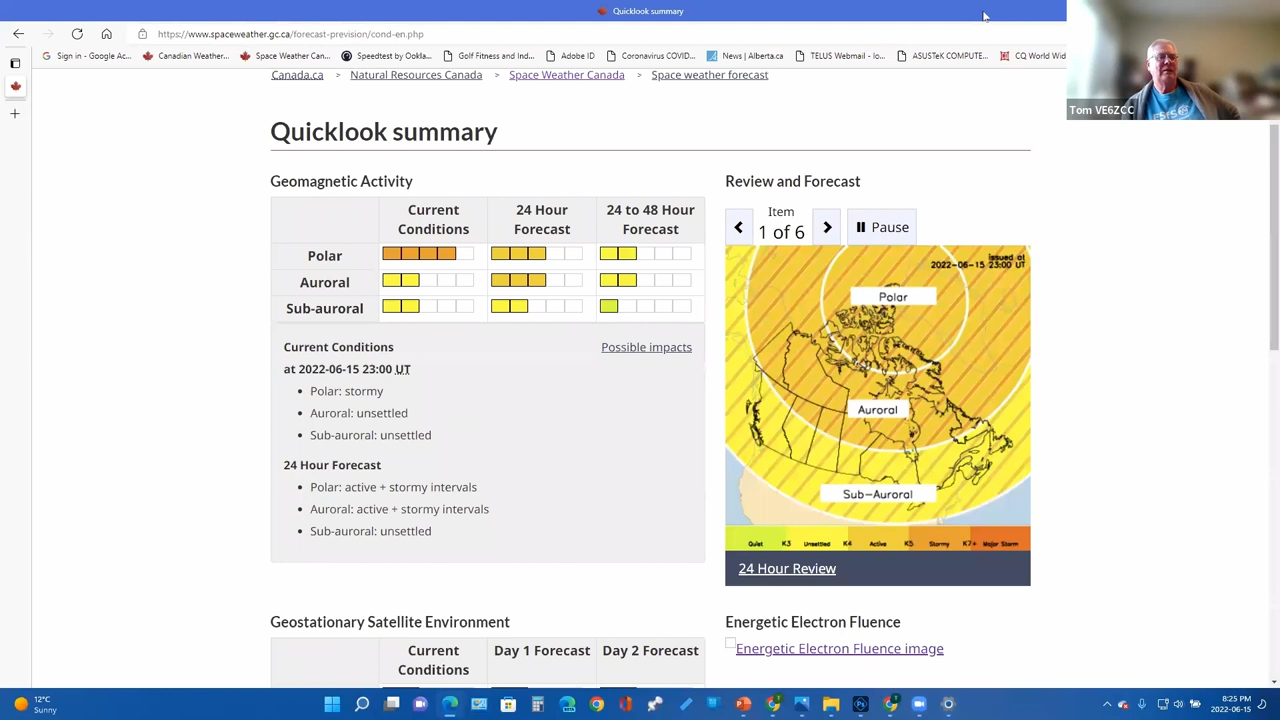 Quicklook summary
https://www.spaceweather.gc.ca/forecast-prevision/cond-en.php
Sign in - Google Ac...
Canadian Weather...
Space Weather Can...
Speedtest by Ookla...
Golf Fitness and Ind...
Adobe ID
Coronavirus COVID...
News | Alberta.ca
TELUS Webmail - Io...
ASUSTeK COMPUTE...
CQ World Wid
Tom VE6ZCC
Canada.ca > Natural Resources Canada > Space Weather Canada > Space weather forecast
Quicklook summary
Geomagnetic Activity
Current Conditions
24 Hour Forecast
24 to 48 Hour Forecast
Polar
Auroral
Sub-auroral
Current Conditions
Possible impacts
at 2022-06-15 23:00 UT
Polar: stormy
Auroral: unsettled
Sub-auroral: unsettled
24 Hour Forecast
Polar: active + stormy intervals
Auroral: active + stormy intervals
Sub-auroral: unsettled
Review and Forecast
Item
1 of 6
Pause
issued at
2022-06-15 23:00 UT
Polar
Auroral
Sub-Auroral
Quiet K3 Unsettled K4 Active K5 Stormy K7+ Major Storm
24 Hour Review
Geostationary Satellite Environment
Current Conditions
Day 1 Forecast
Day 2 Forecast
Energetic Electron Fluence
Energetic Electron Fluence image
12°C
Sunny
8:25 PM
2022-06-15